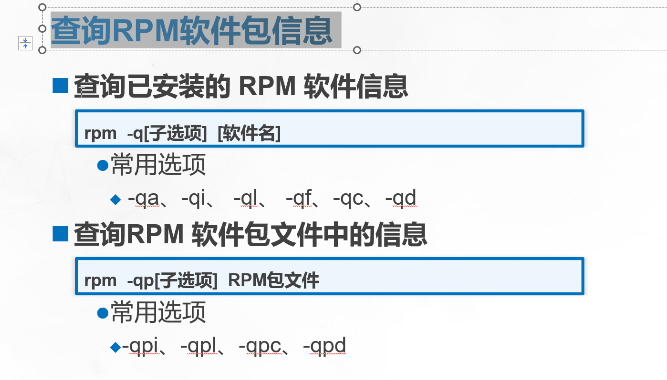 查询RPM软件包信息
查询已安装的 RPM 软件信息
rpm -q[子选项] [软件名]
常用选项
-qa、-qi、 -ql、 -qf、-qc、-qd
查询RPM 软件包文件中的信息
rpm -qp[子选项] RPM包文件
常用选项
-qpi、 -qpl、 -qpc、 -qpd